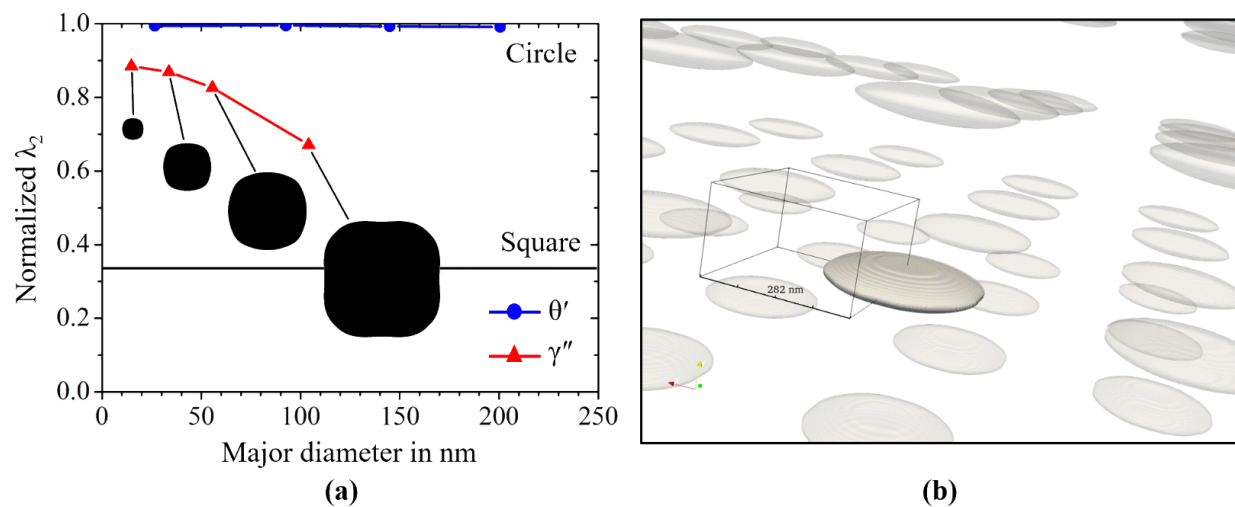 1.0
0.8
0.6
0.4
0.2
0.0
Normalized λ₂
Circle
Square
θ′
γ″
0 50 100 150 200 250
Major diameter in nm
(a)
282 nm
(b)